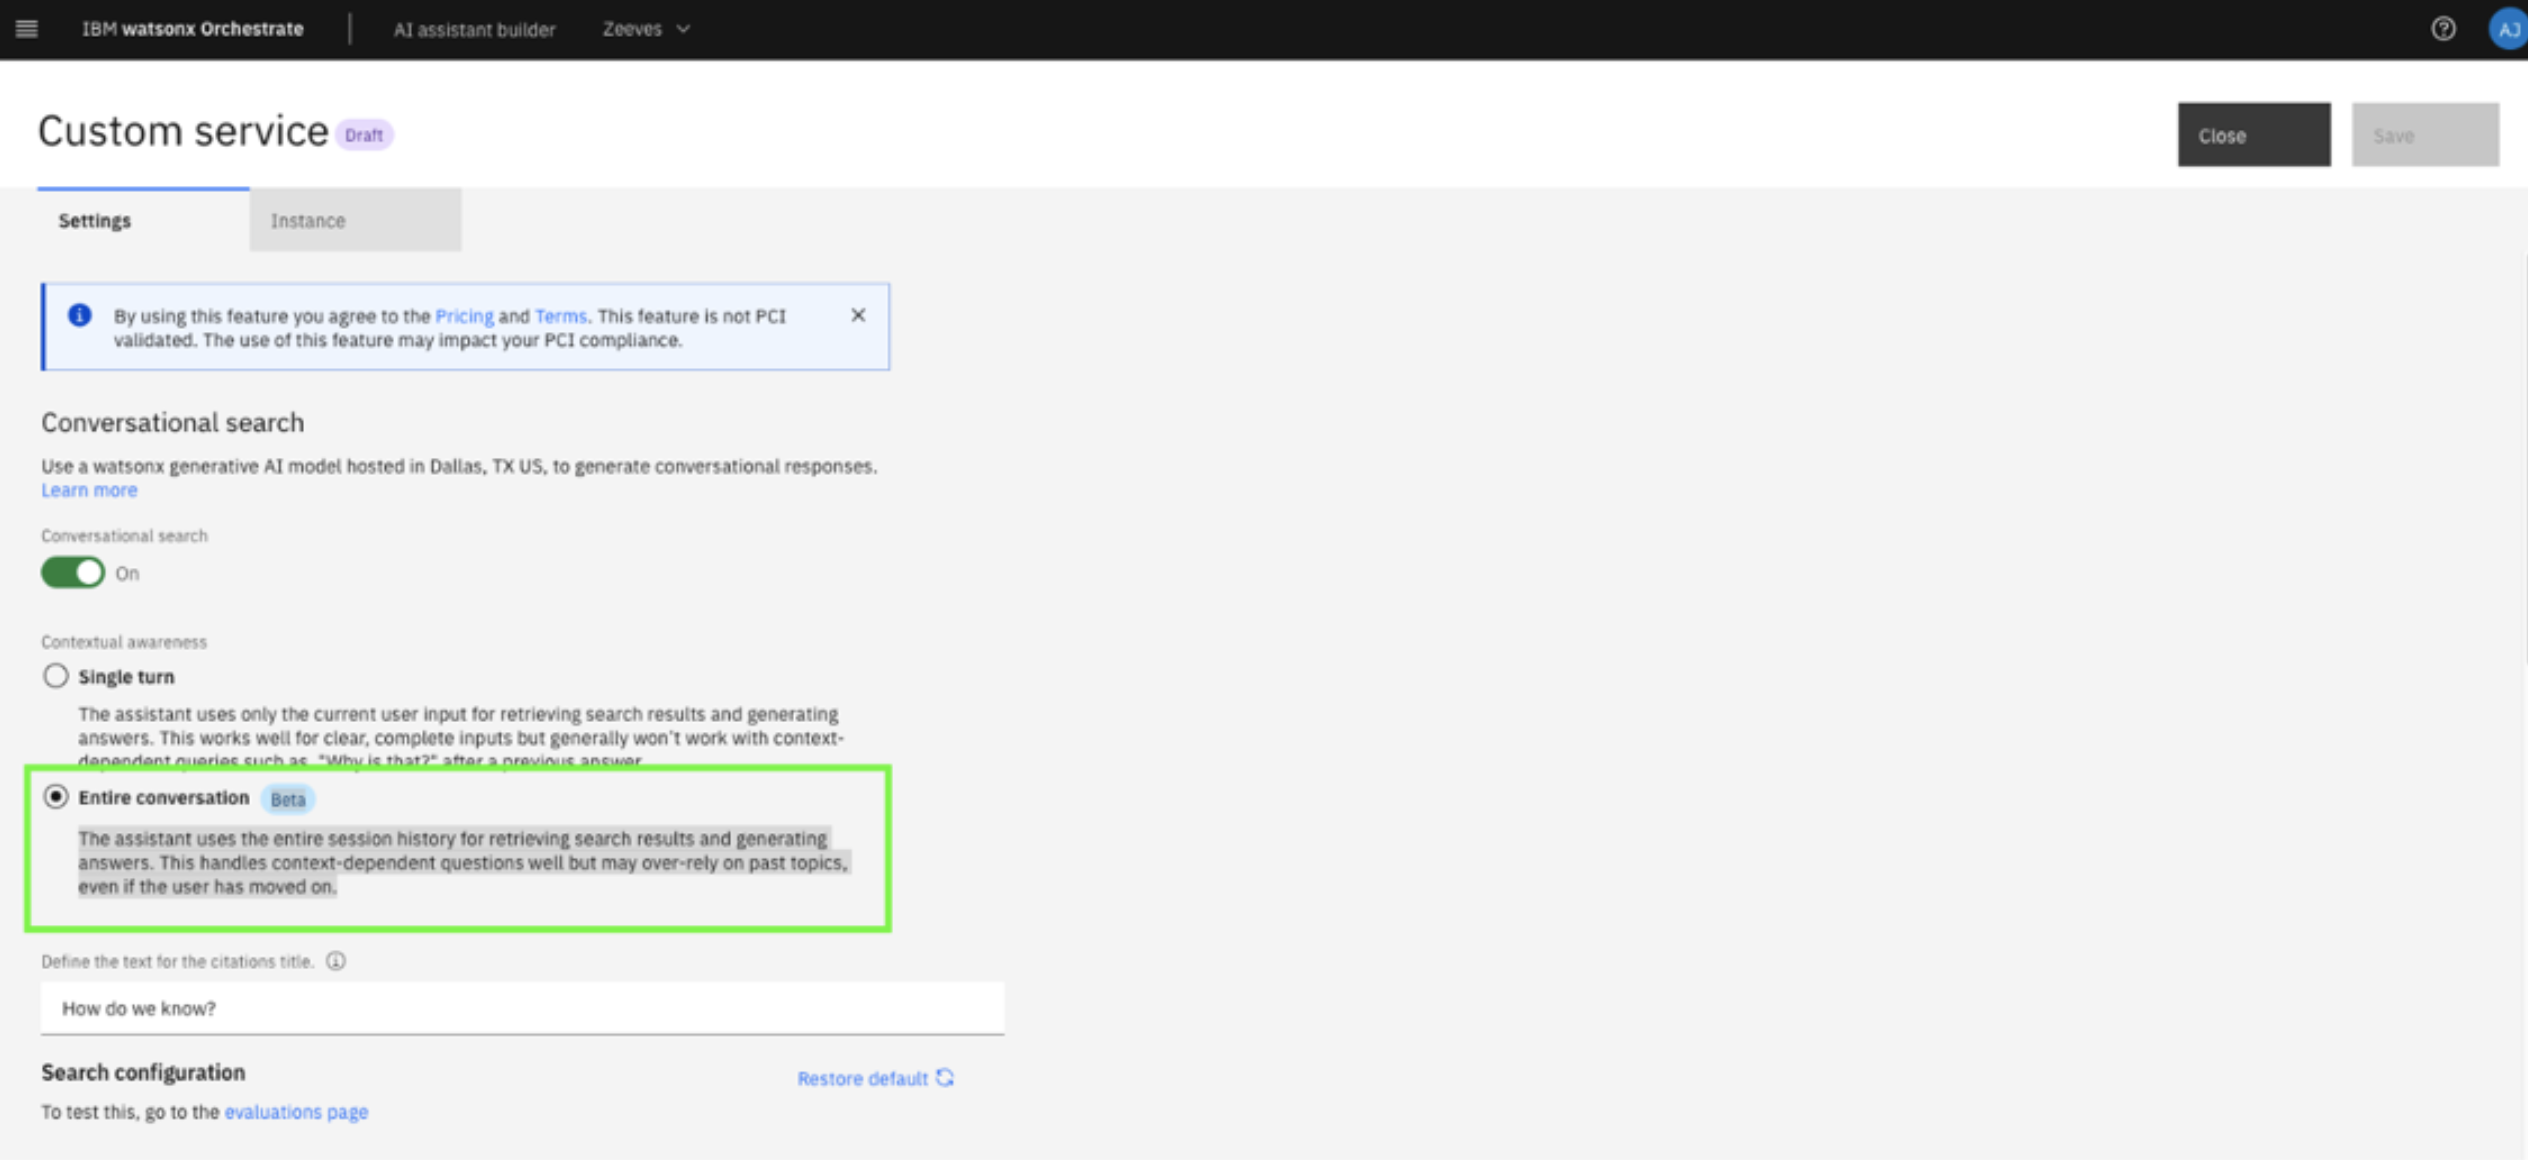 IBM watsonx Orchestrate
AI assistant builder
Zeeves
AJ
Custom service
Draft
Close
Save
Settings
Instance
By using this feature you agree to the Pricing and Terms. This feature is not PCI
validated. The use of this feature may impact your PCI compliance.
Conversational search
Use a watsonx generative AI model hosted in Dallas, TX US, to generate conversational responses.
Learn more
Conversational search
On
Contextual awareness
Single turn
The assistant uses only the current user input for retrieving search results and generating
answers. This works well for clear, complete inputs but generally won't work with context-
dependent queries such as, "Why is that?" after a previous answer.
Entire conversation
Beta
The assistant uses the entire session history for retrieving search results and generating
answers. This handles context-dependent questions well but may over-rely on past topics,
even if the user has moved on.
Define the text for the citations title.
How do we know?
Search configuration
Restore default
To test this, go to the evaluations page